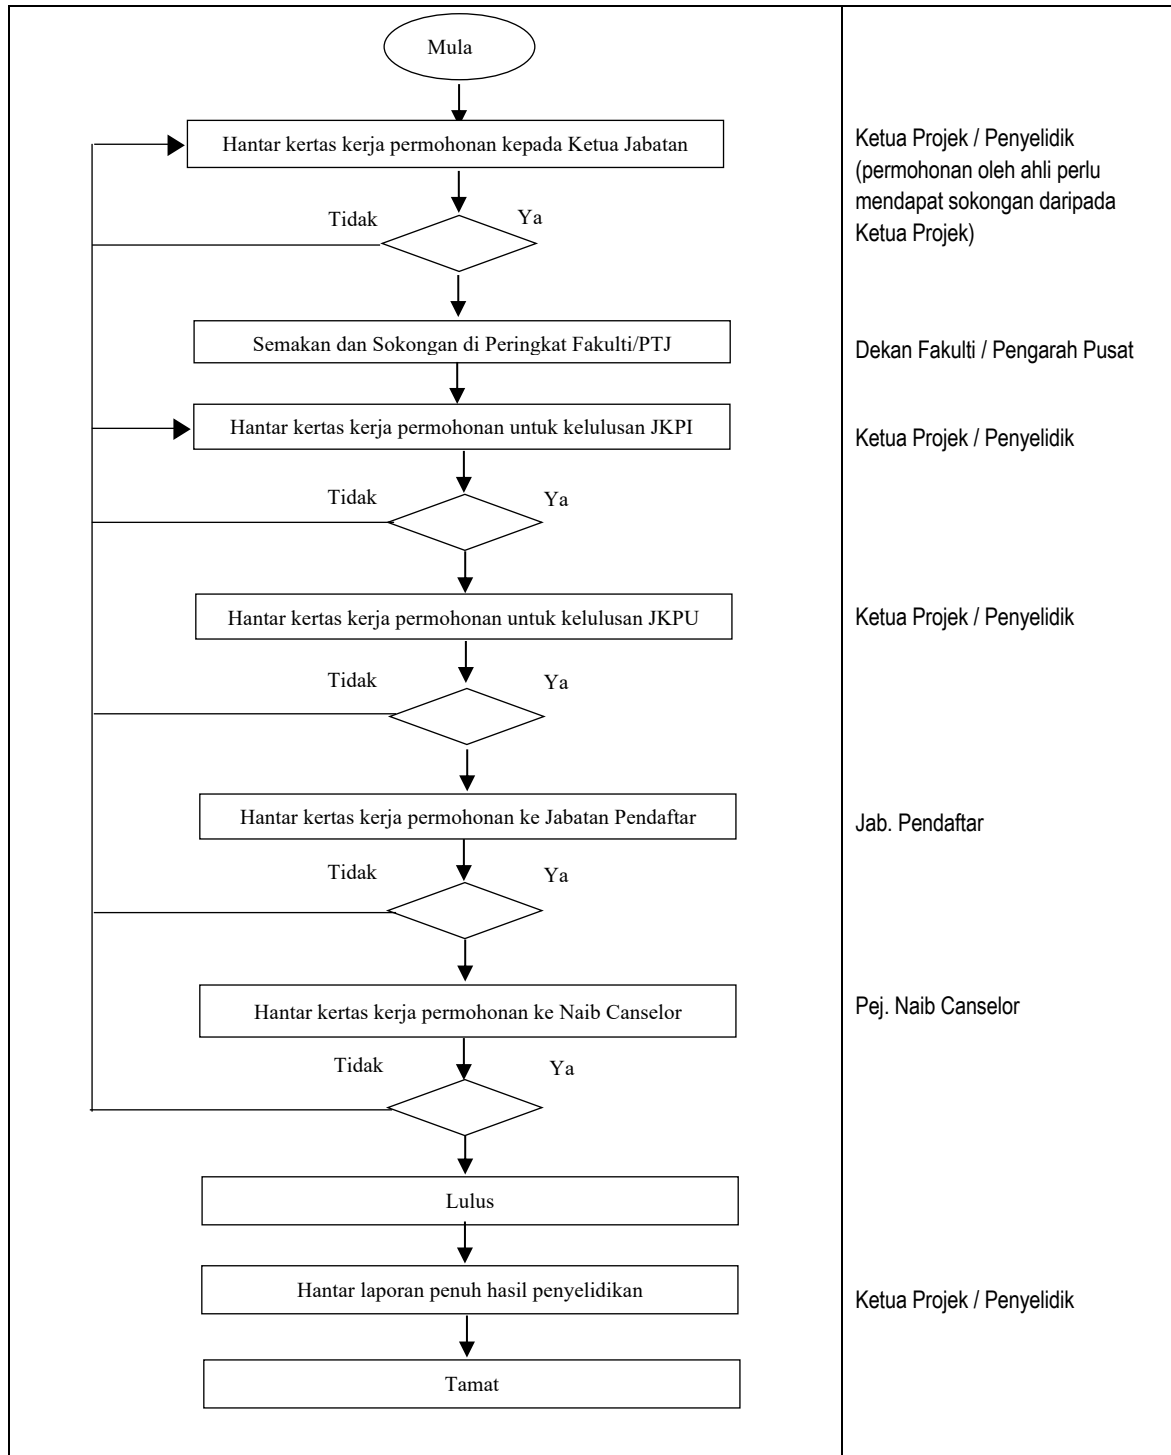 Mula
Hantar kertas kerja permohonan kepada Ketua Jabatan
Ketua Projek / Penyelidik
(permohonan oleh ahli perlu
mendapat sokongan daripada
Ketua Projek)
Tidak
Ya
Semakan dan Sokongan di Peringkat Fakulti/PTJ
Dekan Fakulti / Pengarah Pusat
Hantar kertas kerja permohonan untuk kelulusan JKPI
Ketua Projek / Penyelidik
Tidak
Ya
Hantar kertas kerja permohonan untuk kelulusan JKPU
Ketua Projek / Penyelidik
Tidak
Ya
Hantar kertas kerja permohonan ke Jabatan Pendaftar
Jab. Pendaftar
Tidak
Ya
Hantar kertas kerja permohonan ke Naib Canselor
Pej. Naib Canselor
Tidak
Ya
Lulus
Hantar laporan penuh hasil penyelidikan
Ketua Projek / Penyelidik
Tamat